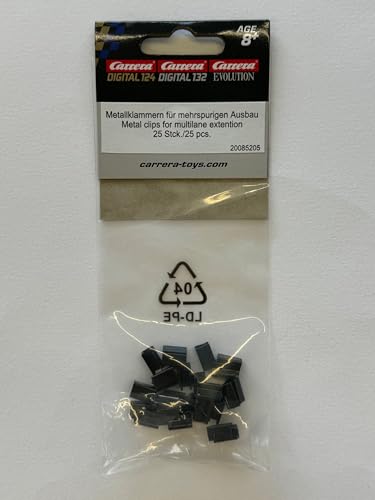 AGE
8+
Carrera Carrera Carrera
DIGITAL 124 DIGITAL 132 EVOLUTION
Metallklammern für mehrspurigen Ausbau
Metal clips for multilane extention
25 Stck./25 pcs.
20085205
carrera-toys.com
04
LD-PE